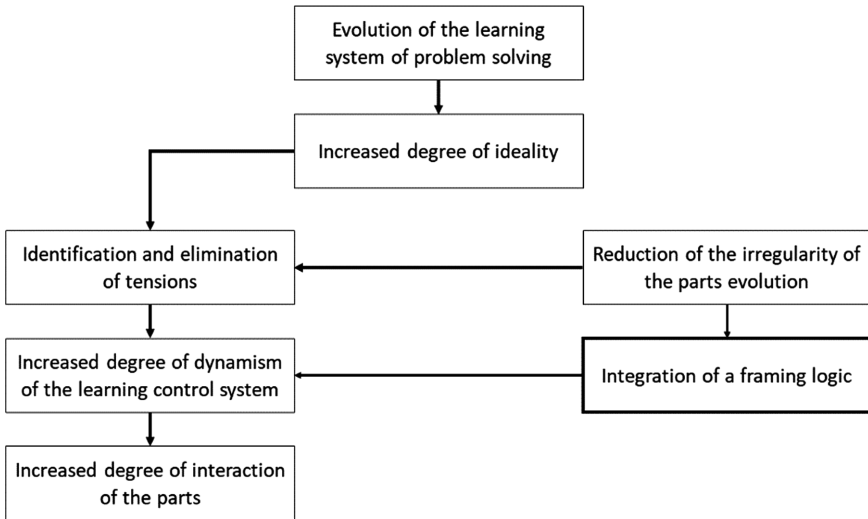 Evolution of the learning
system of problem solving
Increased degree of ideality
Identification and elimination
of tensions
Reduction of the irregularity of
the parts evolution
Increased degree of dynamism
of the learning control system
Integration of a framing logic
Increased degree of interaction
of the parts